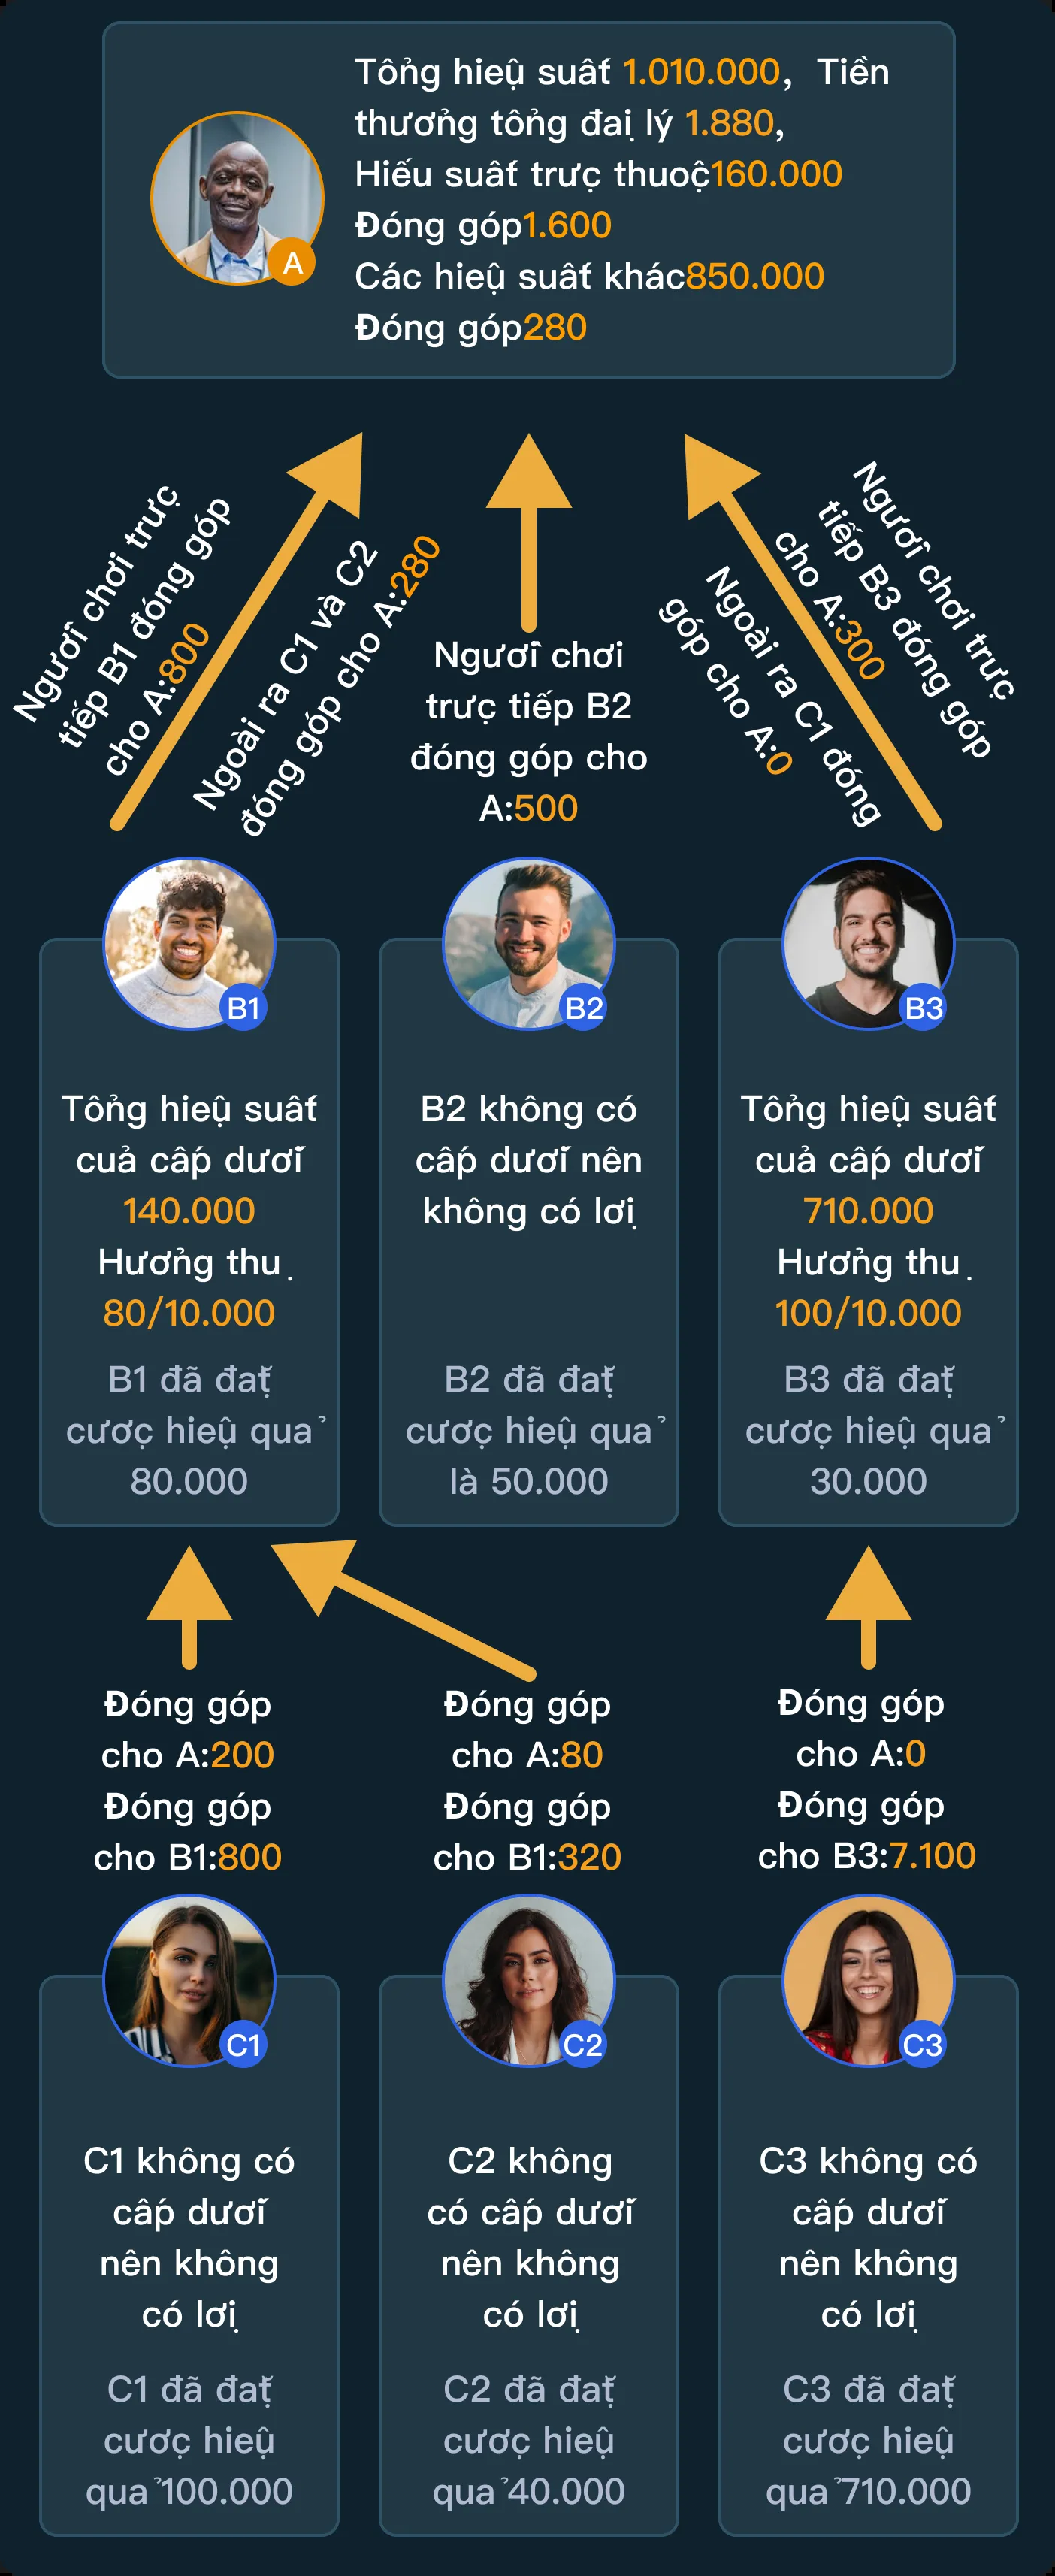 Tổng hiệu suất 1.010.000, Tiền
thưởng tổng đại lý 1.880,
Hiếu suất trực thuộc160.000
Đóng góp1.600
Các hiệu suất khác850.000
Đóng góp280
A
Người chơi trực
tiếp B1 đóng góp
cho A:800
Ngoài ra C1 và C2
đóng góp cho A:280
Người chơi
trực tiếp B2
đóng góp cho
A:500
Người chơi trực
tiếp B3 đóng góp
cho A:300
Ngoài ra C1 đóng
góp cho A:0
B1
Tổng hiệu suất
của cấp dưới
140.000
Hưởng thụ
80/10.000
B1 đã đạt
cược hiệu quả
80.000
B2
B2 không có
cấp dưới nên
không có lợi
B2 đã đạt
cược hiệu quả
là 50.000
B3
Tổng hiệu suất
của cấp dưới
710.000
Hưởng thụ
100/10.000
B3 đã đạt
cược hiệu quả
30.000
Đóng góp
cho A:200
Đóng góp
cho B1:800
Đóng góp
cho A:80
Đóng góp
cho B1:320
Đóng góp
cho A:0
Đóng góp
cho B3:7.100
C1
C1 không có
cấp dưới
nên không
có lợi
C1 đã đạt
cược hiệu
quả 100.000
C2
C2 không
có cấp dưới
nên không
có lợi
C2 đã đạt
cược hiệu
quả 40.000
C3
C3 không có
cấp dưới
nên không
có lợi
C3 đã đạt
cược hiệu
quả 710.000